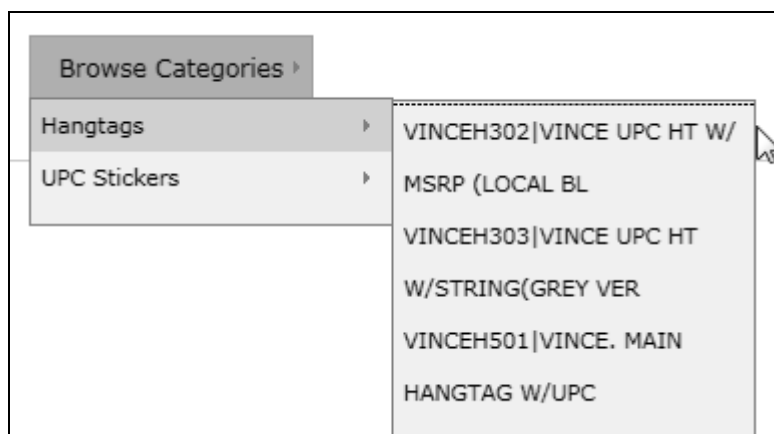 Browse Categories
Hangtags
UPC Stickers
VINCEH302|VINCE UPC HT W/
MSRP (LOCAL BL
VINCEH303|VINCE UPC HT
W/STRING(GREY VER
VINCEH501|VINCE. MAIN
HANGTAG W/UPC